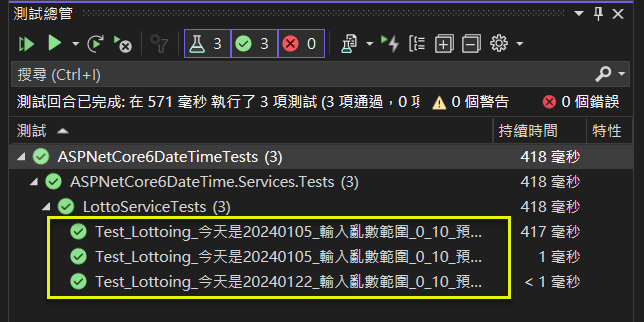 測試總管
3 3 0
搜尋 (Ctrl+I)
測試回合已完成: 在 571 毫秒 執行了 3 項測試 (3 項通過，0 項 0 個警告 0 個錯誤
測試 持續時間 特性
ASPNetCore6DateTimeTests (3) 418 毫秒
ASPNetCore6DateTime.Services.Tests (3) 418 毫秒
LottoServiceTests (3) 418 毫秒
Test_Lottoing_今天是20240105_輸入亂數範圍_0_10_預... 417 毫秒
Test_Lottoing_今天是20240105_輸入亂數範圍_0_10_預... 1 毫秒
Test_Lottoing_今天是20240122_輸入亂數範圍_0_10_預... < 1 毫秒